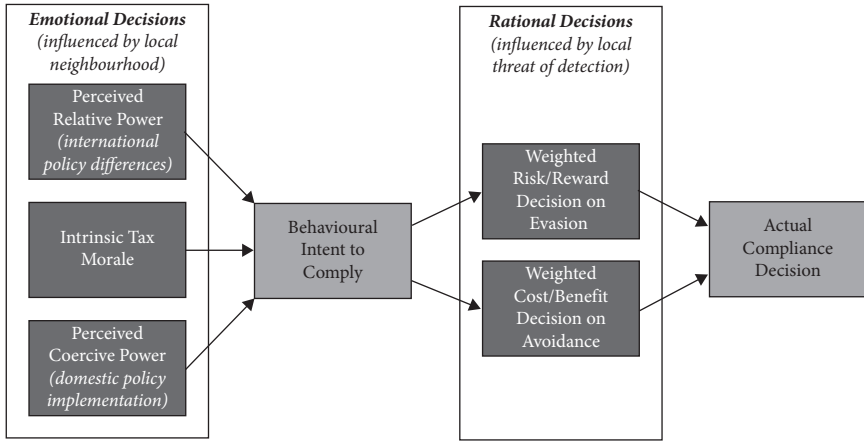 Emotional Decisions
(influenced by local
neighbourhood)
Perceived
Relative Power
(international
policy differences)
Intrinsic Tax
Morale
Perceived
Coercive Power
(domestic policy
implementation)
Behavioural
Intent to
Comply
Rational Decisions
(influenced by local
threat of detection)
Weighted
Risk/Reward
Decision on
Evasion
Weighted
Cost/Benefit
Decision on
Avoidance
Actual
Compliance
Decision